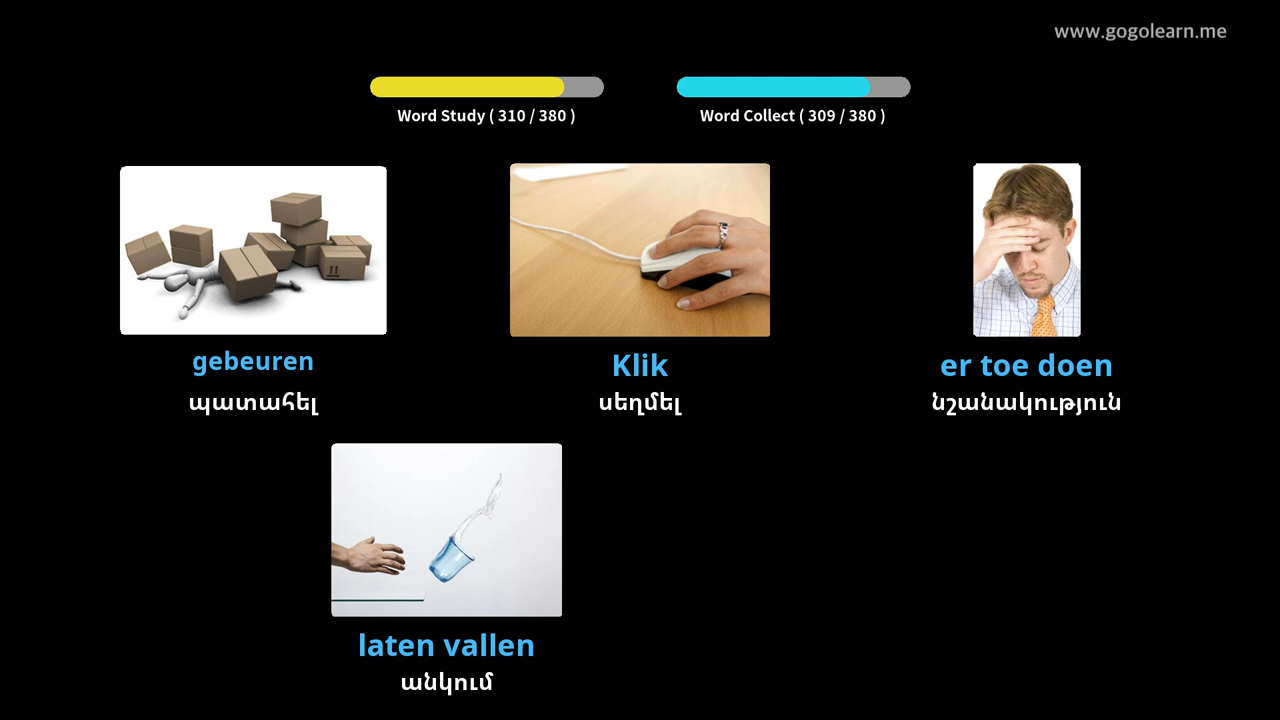 www.gogolearn.me
Word Study ( 310 / 380 )
Word Collect ( 309 / 380 )
gebeuren
պատահել
Klik
սեղմել
er toe doen
նշանակություն
laten vallen
անկում